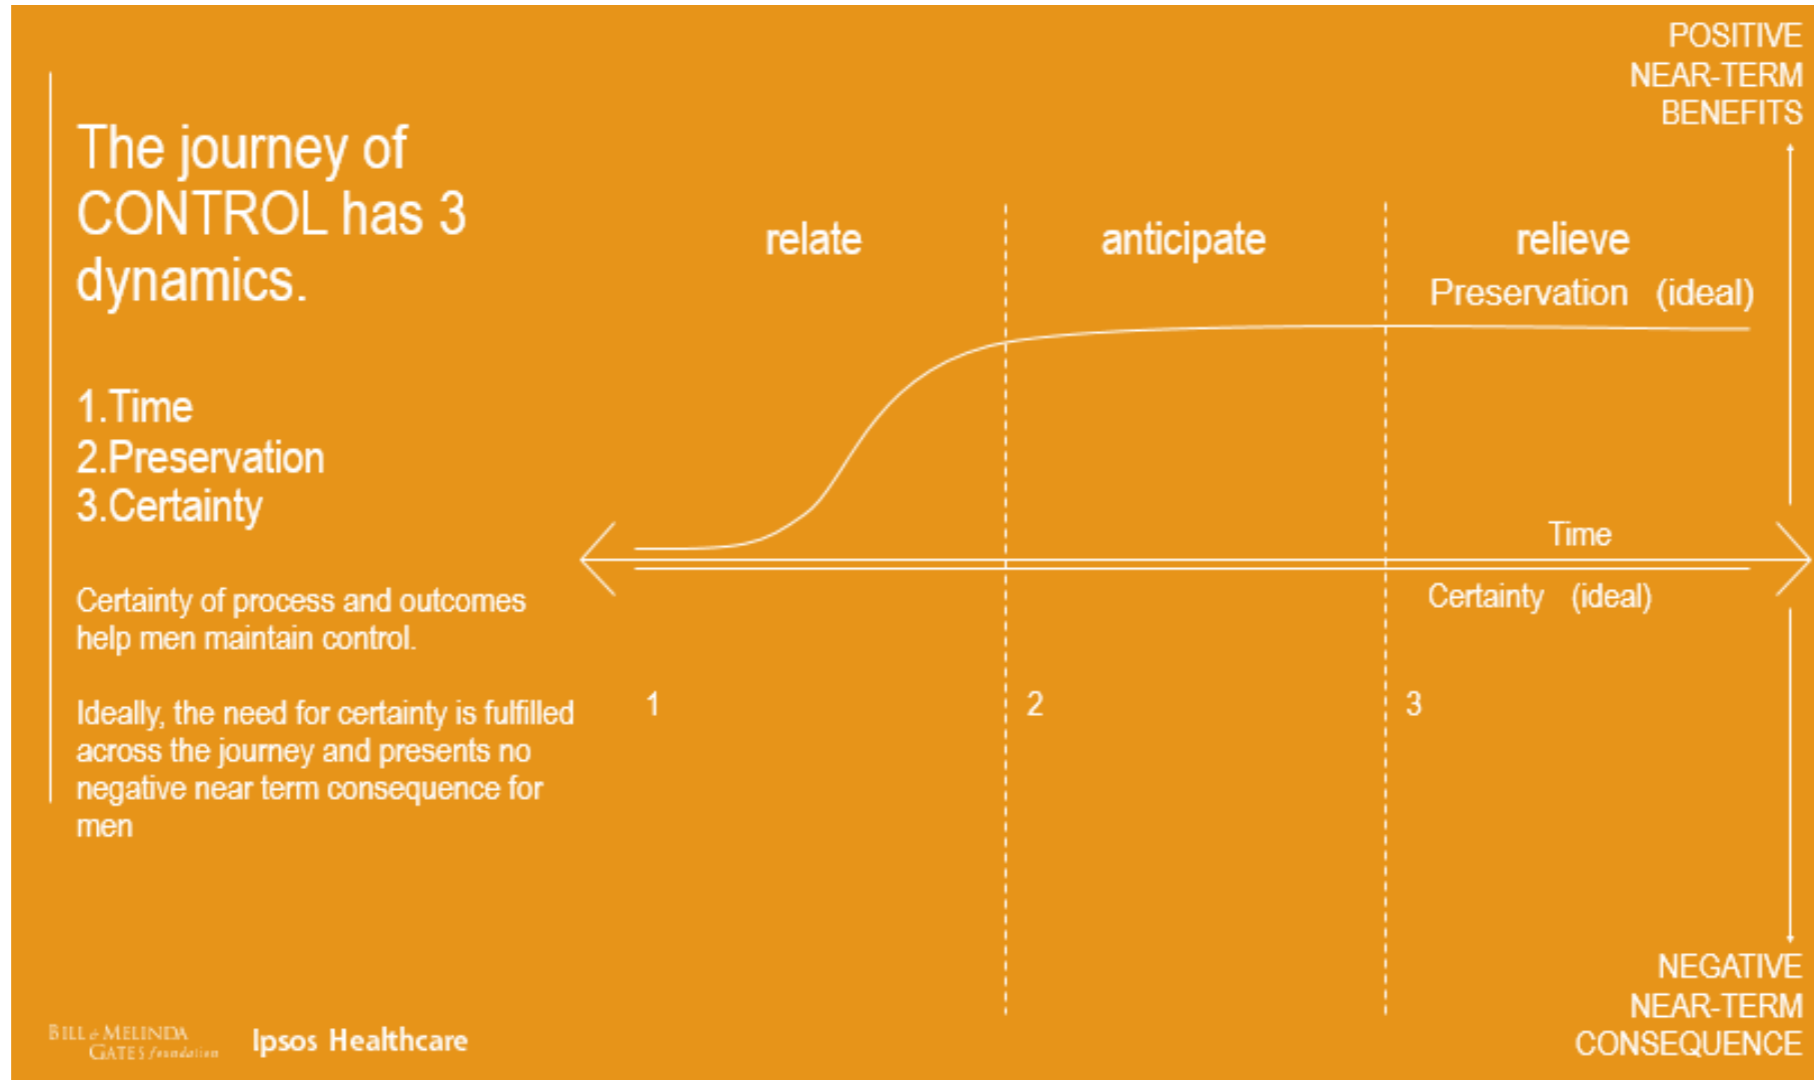 The journey of
CONTROL has 3
dynamics.
1.Time
2.Preservation
3.Certainty
Certainty of process and outcomes
help men maintain control.
Ideally, the need for certainty is fulfilled
across the journey and presents no
negative near term consequence for
men
BILL & MELINDA
GATES foundation
Ipsos Healthcare
relate
anticipate
relieve
Preservation (ideal)
Time
Certainty (ideal)
1
2
3
POSITIVE
NEAR-TERM
BENEFITS
NEGATIVE
NEAR-TERM
CONSEQUENCE